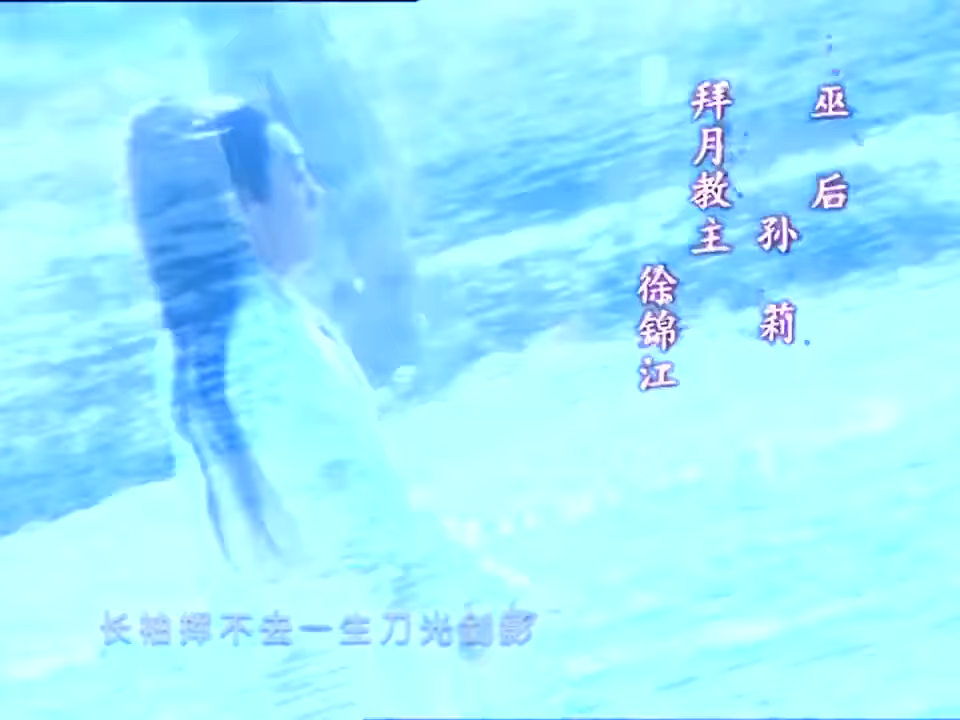 巫后
孙莉
拜月教主
徐锦江
长袖挥不去一生刀光剑影